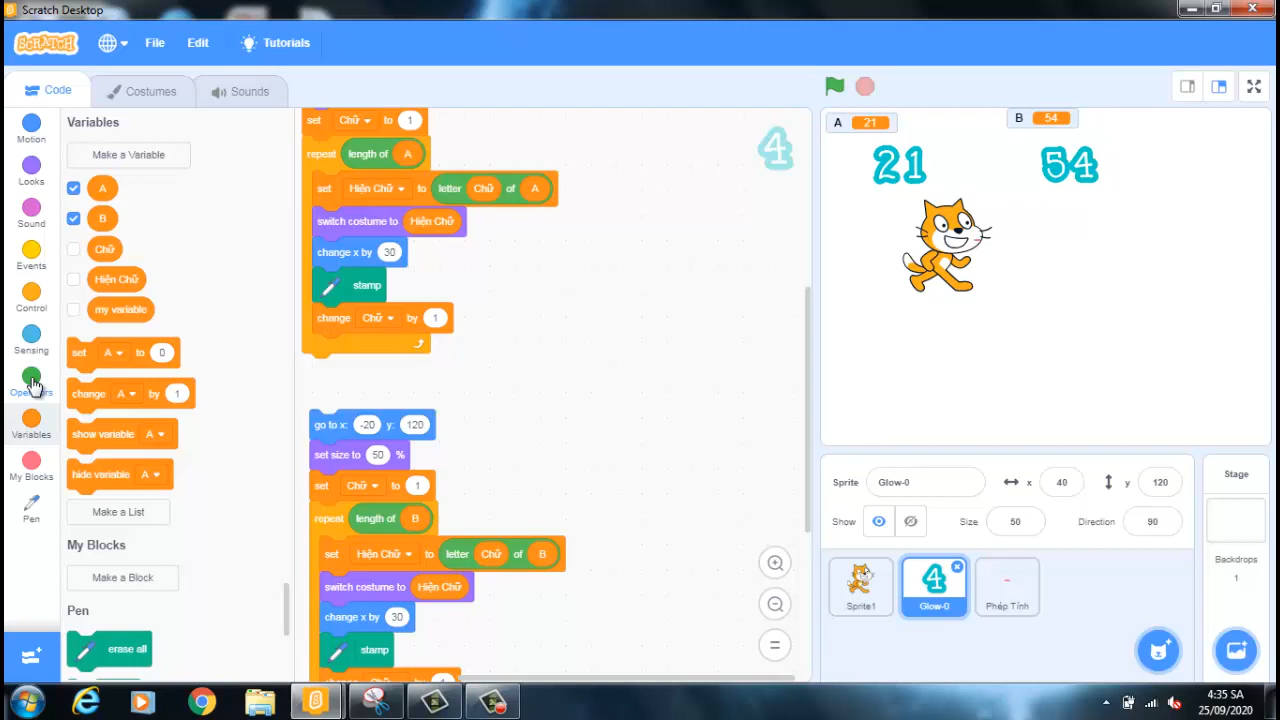 Scratch Desktop
SCRATCH File Edit Tutorials
Code Costumes Sounds
Motion
Looks
Sound
Events
Control
Sensing
Operators
Variables
My Blocks
Pen
Variables
Make a Variable
A
B
Chữ
Hiện Chữ
my variable
set A to 0
change A by 1
show variable A
hide variable A
Make a List
My Blocks
Make a Block
Pen
erase all
set Chữ to 1
repeat length of A
set Hiện Chữ to letter Chữ of A
switch costume to Hiện Chữ
change x by 30
stamp
change Chữ by 1
go to x: -20 y: 120
set size to 50 %
set Chữ to 1
repeat length of B
set Hiện Chữ to letter Chữ of B
switch costume to Hiện Chữ
change x by 30
stamp
4
A 21 B 54
21 54
Sprite Glow-0 x 40 y 120
Show Size 50 Direction 90
4
Sprite1 Glow-0 Phép Tính
Stage
Backdrops
1
4:35 SA
25/09/2020